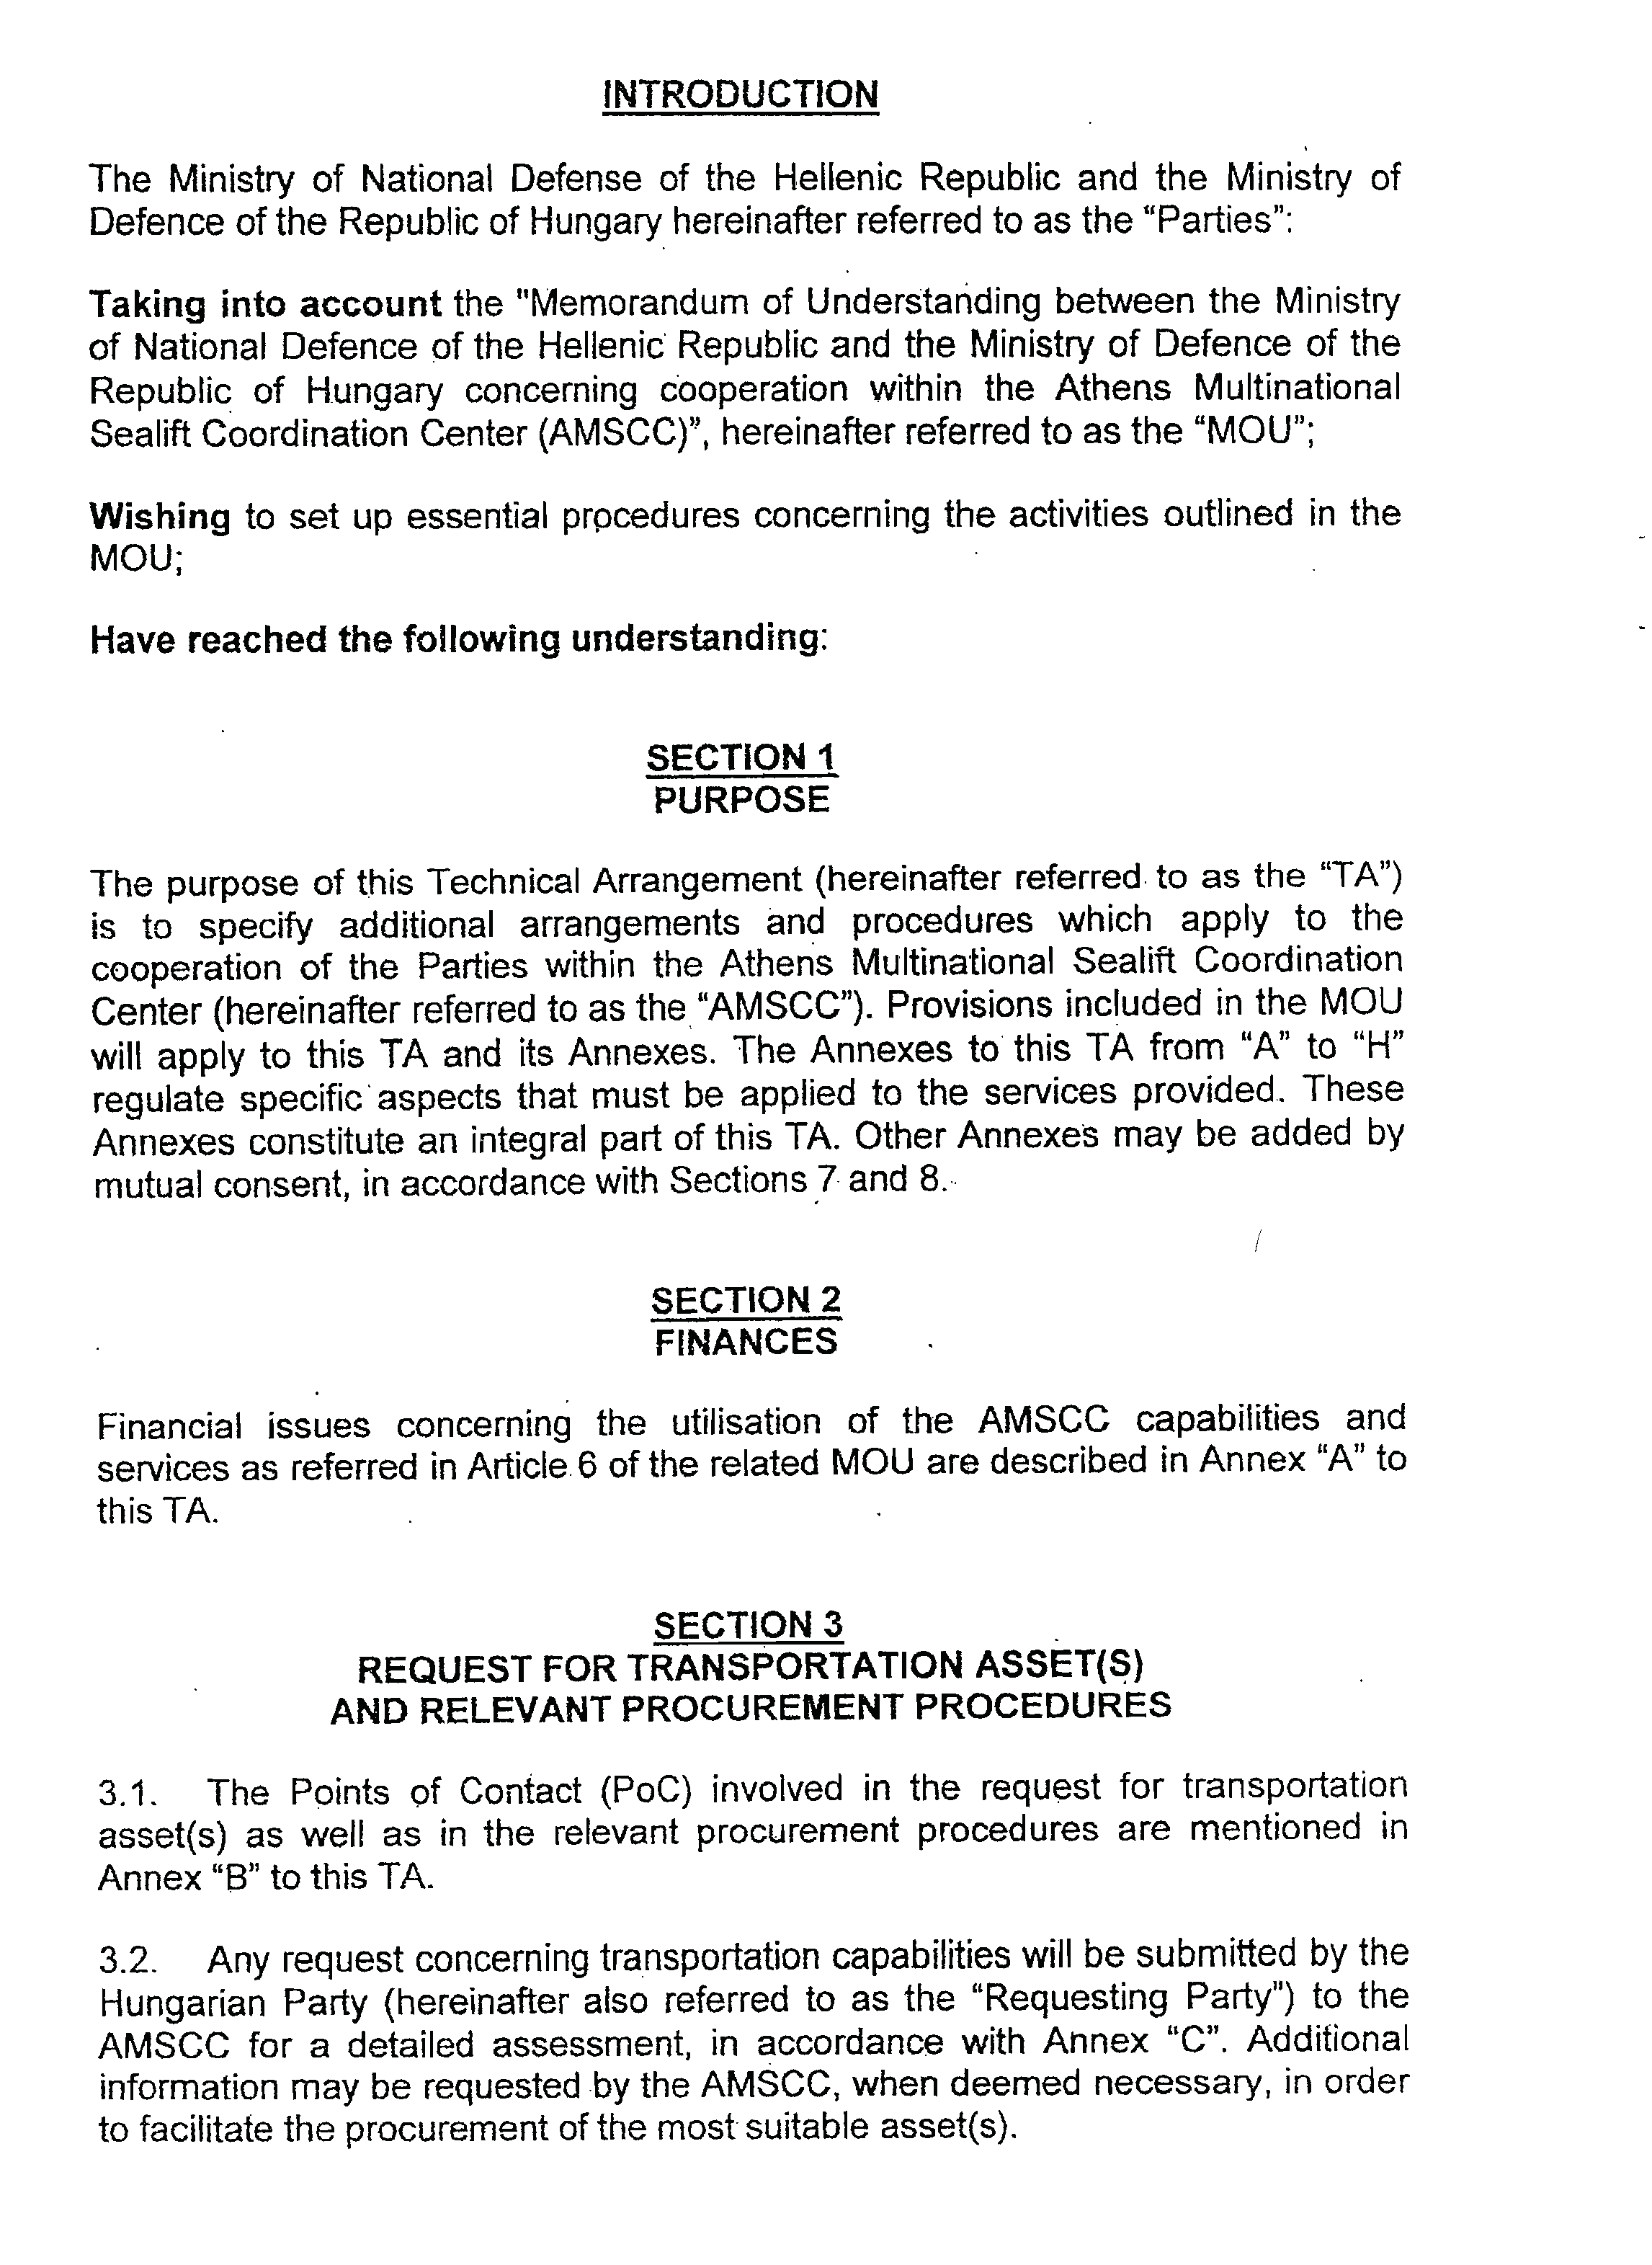 INTRODUCTION
The Ministry of National Defense of the Hellenic Republic and the Ministry of
Defence of the Republic of Hungary hereinafter referred to as the “Parties”:
Taking into account the "Memorandum of Understanding between the Ministry
of National Defence of the Hellenic Republic and the Ministry of Defence of the
Republic of Hungary concerning cooperation within the Athens Multinational
Sealift Coordination Center (AMSCC)”, hereinafter referred to as the “MOU”;
Wishing to set up essential procedures concerning the activities outlined in the
MOU;
Have reached the following understanding:
SECTION 1
PURPOSE
The purpose of this Technical Arrangement (hereinafter referred to as the “TA”)
is to specify additional arrangements and procedures which apply to the
cooperation of the Parties within the Athens Multinational Sealift Coordination
Center (hereinafter referred to as the “AMSCC”). Provisions included in the MOU
will apply to this TA and its Annexes. The Annexes to this TA from “A” to “H”
regulate specific aspects that must be applied to the services provided. These
Annexes constitute an integral part of this TA. Other Annexes may be added by
mutual consent, in accordance with Sections 7 and 8.
SECTION 2
FINANCES
Financial issues concerning the utilisation of the AMSCC capabilities and
services as referred in Article 6 of the related MOU are described in Annex “A” to
this TA.
SECTION 3
REQUEST FOR TRANSPORTATION ASSET(S)
AND RELEVANT PROCUREMENT PROCEDURES
3.1. The Points of Contact (PoC) involved in the request for transportation
asset(s) as well as in the relevant procurement procedures are mentioned in
Annex “B” to this TA.
3.2. Any request concerning transportation capabilities will be submitted by the
Hungarian Party (hereinafter also referred to as the “Requesting Party”) to the
AMSCC for a detailed assessment, in accordance with Annex “C”. Additional
information may be requested by the AMSCC, when deemed necessary, in order
to facilitate the procurement of the most suitable asset(s).